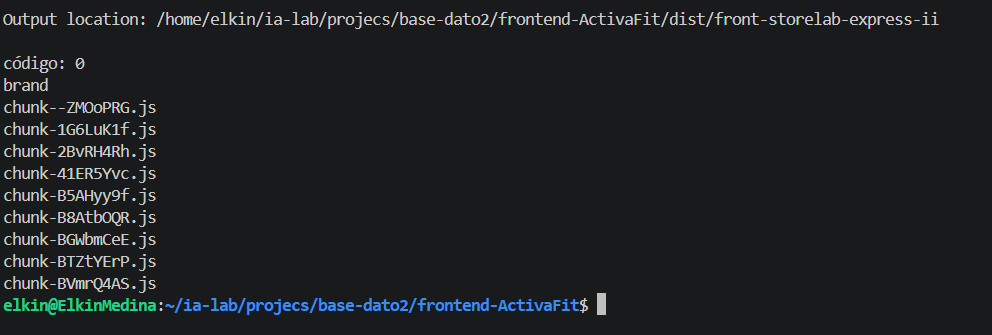 Output location: /home/elkin/ia-lab/projecs/base-dato2/frontend-ActivaFit/dist/front-storelab-express-ii
código: 0
brand
chunk--ZMOoPRG.js
chunk-1G6LuK1f.js
chunk-2BvRH4Rh.js
chunk-41ER5Yvc.js
chunk-B5AHyy9f.js
chunk-B8AtbOQR.js
chunk-BGWbmCeE.js
chunk-BTZtYErP.js
chunk-BVmrQ4AS.js
elkin@ElkinMedina:~/ia-lab/projecs/base-dato2/frontend-ActivaFit$